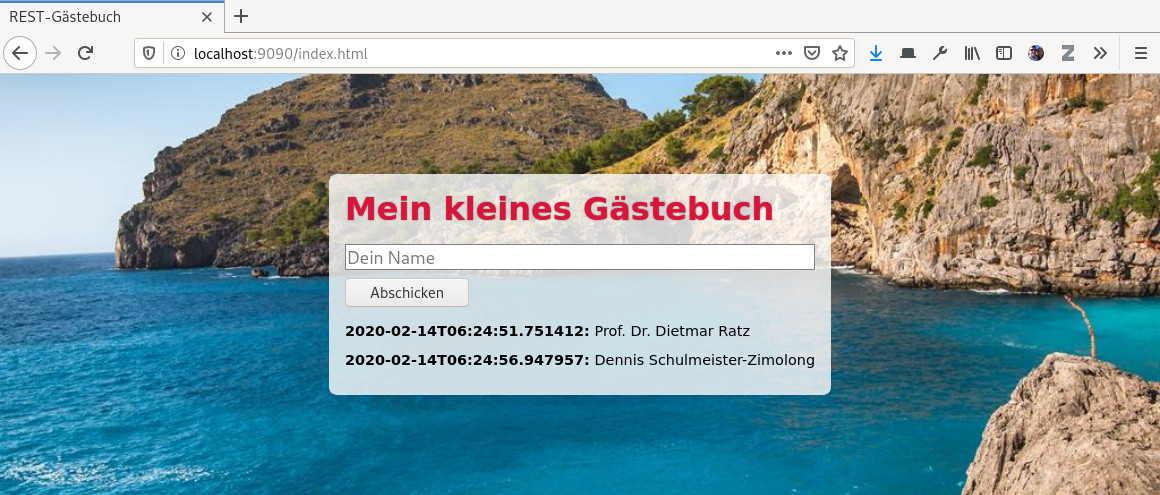 REST-Gästebuch
localhost:9090/index.html
Mein kleines Gästebuch
Dein Name
Abschicken
2020-02-14T06:24:51.751412: Prof. Dr. Dietmar Ratz
2020-02-14T06:24:56.947957: Dennis Schulmeister-Zimolong